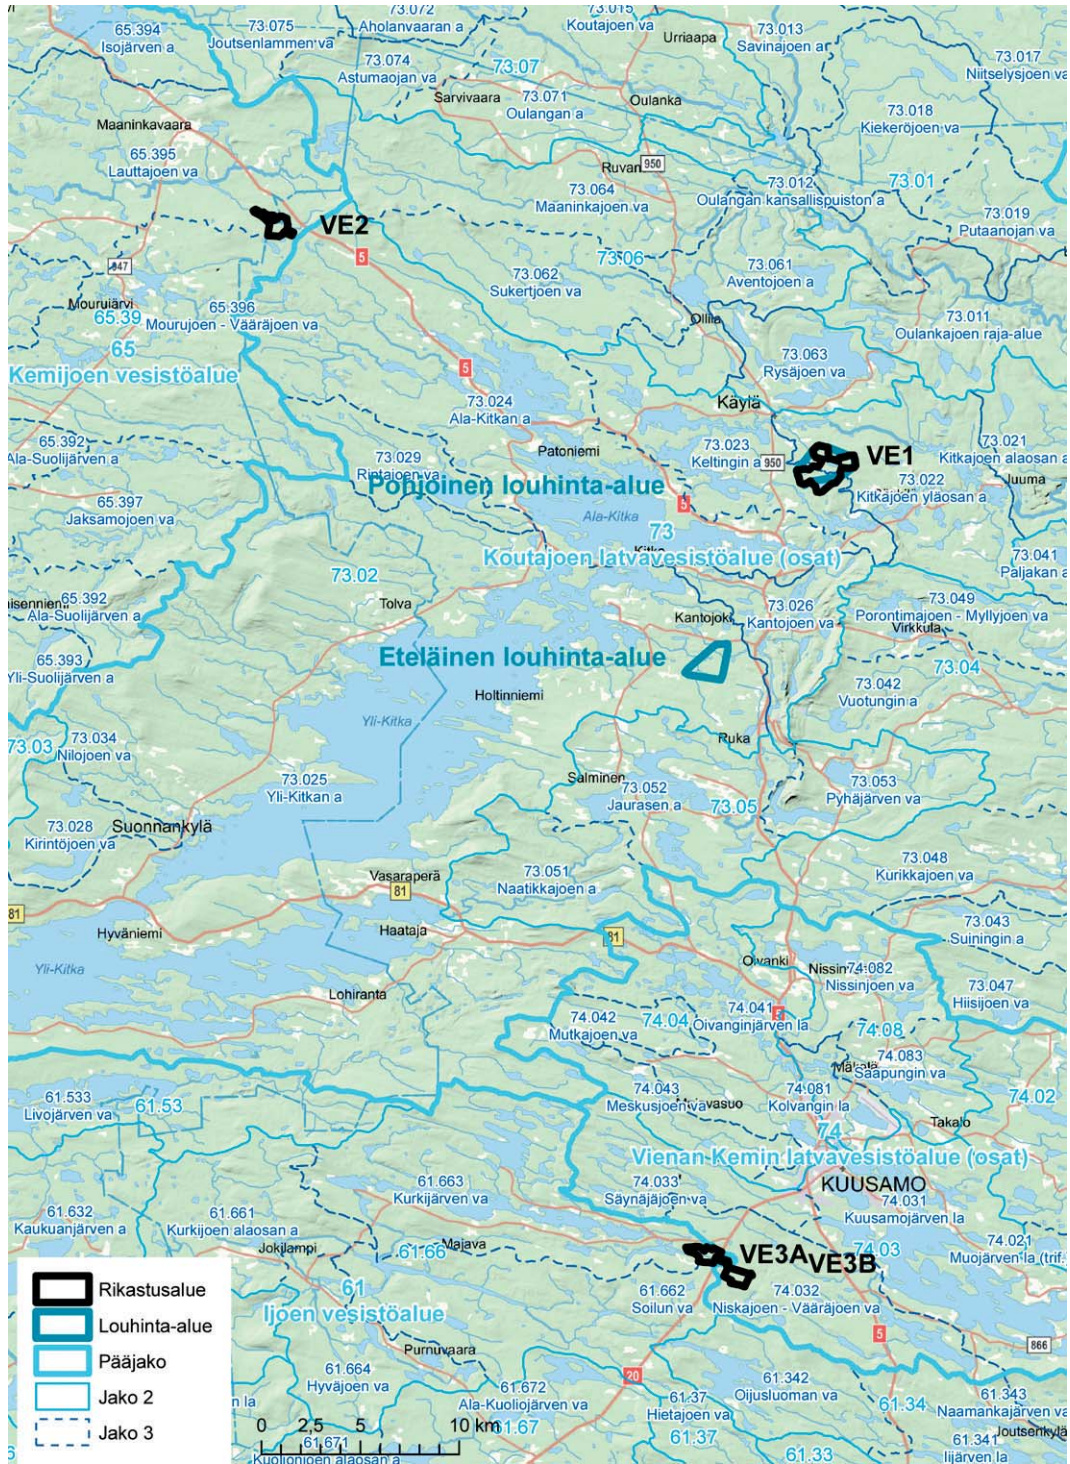 73.072
Aholanvaaran a
73.015
Koutajoen va
65.394
Isojärven a
73.075
Joutsenlammen va
Urriaapa
73.013
Savinajoen a
73.074
Astumaojan va
73.07
73.017
Niitselysjoen va
Sarvivaara
73.071
Oulangan a
Oulanka
73.018
Kiekeröjoen va
Maaninkavaara
65.395
Lauttajoen va
Ruvan
950
73.064
Maaninkajoen va
73.012
Oulangan kansallispuiston a
73.01
73.019
Putaanojan va
VE2
5
947
73.062
Sukertjoen va
73.06
73.061
Aventojoen a
Mourujärvi
65.39
65.396
Mourujoen - Vääräjoen va
Ollila
73.011
Oulankajoen raja-alue
65
Kemijoen vesistöalue
5
73.063
Rysäjoen va
73.024
Ala-Kitkan a
Käylä
65.392
Ala-Suolijärven a
73.029
Rintajoen va
Patoniemi
73.023
Keltingin a
950
VE1
73.021
Kitkajoen alaosan a
73.022
Kitkajoen yläosan a
Juuma
Pohjoinen louhinta-alue
65.397
Jaksamojoen va
5
Ala-Kitka
73
Koutajoen latvavesistöalue (osat)
Kitka
73.041
Paljakan a
73.02
65.392
Ala-Suolijärven a
Tolva
Kantojoki
73.026
Kantojoen va
73.049
Porontimajoen - Myllyjoen va
Virkkula
Eteläinen louhinta-alue
65.393
Yli-Suolijärven a
73.04
73.042
Vuotungin a
Holtinniemi
Yli-Kitka
73.03
73.034
Nilojoen va
Ruka
73.025
Yli-Kitkan a
Salminen
73.052
Jaurasen a
73.05
73.053
Pyhäjärven va
73.028
Kirintöjoen va
Suonnankylä
73.051
Naatikkajoen a
73.048
Kurikkajoen va
Vasaraperä
81
81
Hyväniemi
Haataja
81
73.043
Suiningin a
Yli-Kitka
Oivanki
74.082
Nissinjoen va
73.047
Hiisijoen va
Lohiranta
74.041
Oivanginjärven la
74.042
Mutkajoen va
74.04
74.08
74.083
Saapungin va
61.533
Livojärven va
61.53
74.043
Meskusjoen va
74.081
Kolvangin la
74.02
Takalo
74
Vienan Kemin latvavesistöalue (osat)
74.033
Säynäjäjoen va
KUUSAMO
61.663
Kurkijärven va
74.031
Kuusamojärven la
61.632
Kaukuanjärven a
61.661
Kurkijoen alaosan a
Jokilampi
61.66
Majava
VE3A
VE3B
74.03
74.021
Muojärven la (trif.
61
Ijoen vesistöalue
61.662
Soilun va
74.032
Niskajoen - Vääräjoen va
5
866
Purnuvaara
61.664
Hyväjoen va
61.672
Ala-Kuoliojärven va
61.67
20
61.37
Hietajoen va
61.37
61.342
Oijusluoman va
61.34
61.343
Naamankajärven va
Joutsenkylä
61.341
Iijärven la
61.33
61.671
Kuolionjoen alaosan a
Rikastusalue
Louhinta-alue
Pääjako
Jako 2
Jako 3
0 2,5 5 10 km